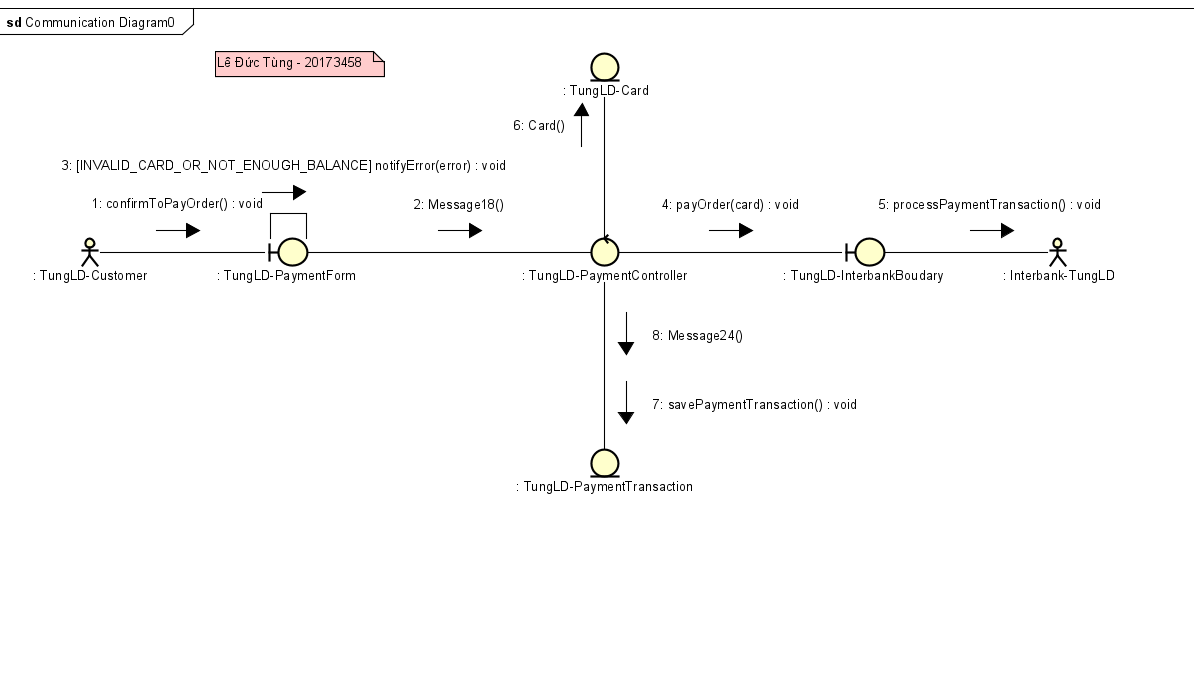 sd Communication Diagram0
Lê Đức Tùng - 20173458
: TungLD-Card
6: Card()
3: [INVALID_CARD_OR_NOT_ENOUGH_BALANCE] notifyError(error) : void
1: confirmToPayOrder() : void
2: Message18()
4: payOrder(card) : void
5: processPaymentTransaction() : void
: TungLD-Customer
: TungLD-PaymentForm
: TungLD-PaymentController
: TungLD-InterbankBoudary
: Interbank-TungLD
8: Message24()
7: savePaymentTransaction() : void
: TungLD-PaymentTransaction